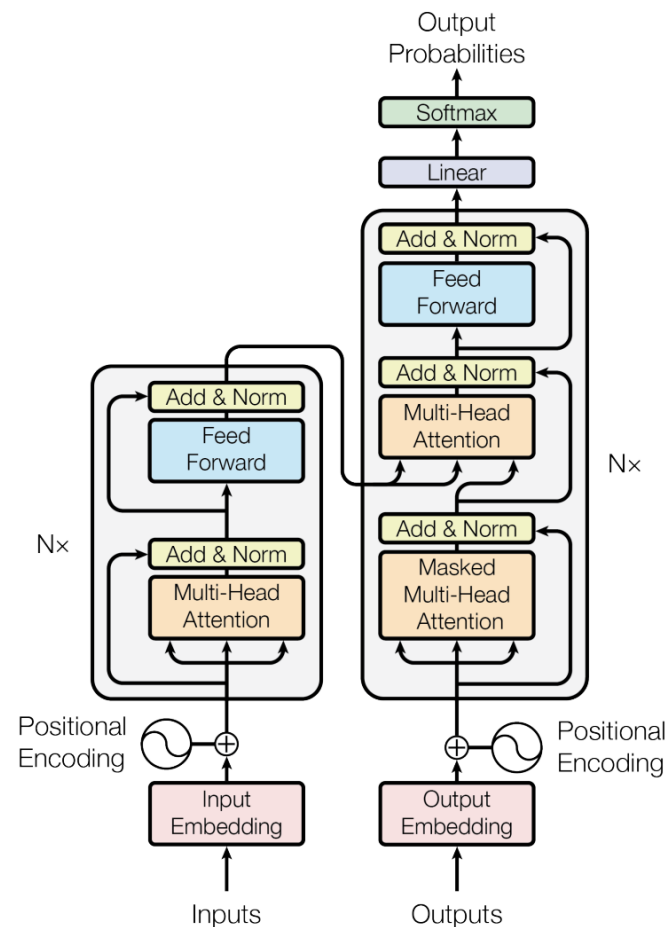 Output
Probabilities
Softmax
Linear
Add & Norm
Feed
Forward
Add & Norm
Multi-Head
Attention
Add & Norm
Masked
Multi-Head
Attention
N×
Add & Norm
Feed
Forward
Add & Norm
Multi-Head
Attention
N×
Positional
Encoding
Positional
Encoding
Input
Embedding
Output
Embedding
Inputs
Outputs